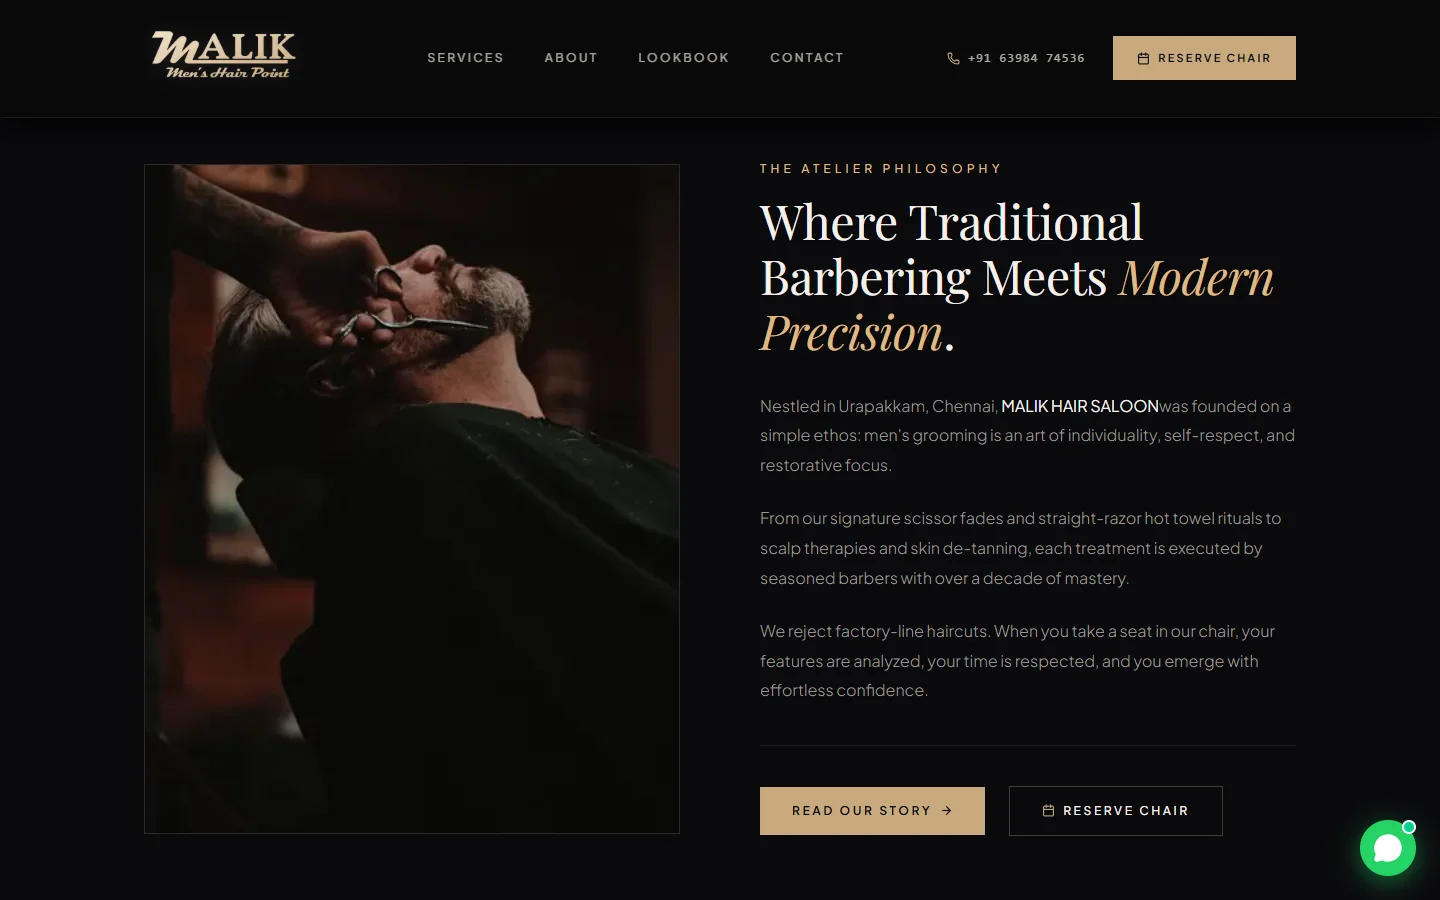 MALIK
Men's Hair Point
SERVICES
ABOUT
LOOKBOOK
CONTACT
+91 63984 74536
RESERVE CHAIR
THE ATELIER PHILOSOPHY
Where Traditional
Barbering Meets Modern
Precision.
Nestled in Urapakkam, Chennai, MALIK HAIR SALOONwas founded on a
simple ethos: men's grooming is an art of individuality, self-respect, and
restorative focus.
From our signature scissor fades and straight-razor hot towel rituals to
scalp therapies and skin de-tanning, each treatment is executed by
seasoned barbers with over a decade of mastery.
We reject factory-line haircuts. When you take a seat in our chair, your
features are analyzed, your time is respected, and you emerge with
effortless confidence.
READ OUR STORY →
RESERVE CHAIR